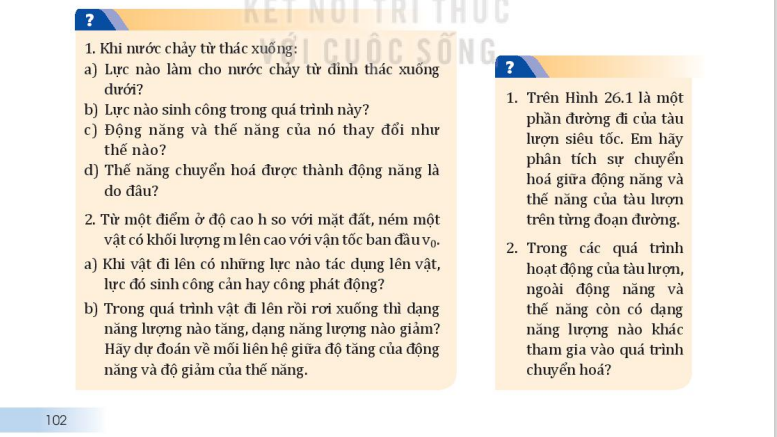 KẾT NỐI TRI THỨC
VỚI CUỘC SỐNG
?
1. Khi nước chảy từ thác xuống:
a) Lực nào làm cho nước chảy từ đỉnh thác xuống
dưới?
b) Lực nào sinh công trong quá trình này?
c) Động năng và thế năng của nó thay đổi như
thế nào?
d) Thế năng chuyển hoá được thành động năng là
do đâu?
2. Từ một điểm ở độ cao h so với mặt đất, ném một
vật có khối lượng m lên cao với vận tốc ban đầu v₀.
a) Khi vật đi lên có những lực nào tác dụng lên vật,
lực đó sinh công cản hay công phát động?
b) Trong quá trình vật đi lên rồi rơi xuống thì dạng
năng lượng nào tăng, dạng năng lượng nào giảm?
Hãy dự đoán về mối liên hệ giữa độ tăng của động
năng và độ giảm của thế năng.
?
1. Trên Hình 26.1 là một
phần đường đi của tàu
lượn siêu tốc. Em hãy
phân tích sự chuyển
hoá giữa động năng và
thế năng của tàu lượn
trên từng đoạn đường.
2. Trong các quá trình
hoạt động của tàu lượn,
ngoài động năng và
thế năng còn có dạng
năng lượng nào khác
tham gia vào quá trình
chuyển hoá?
102